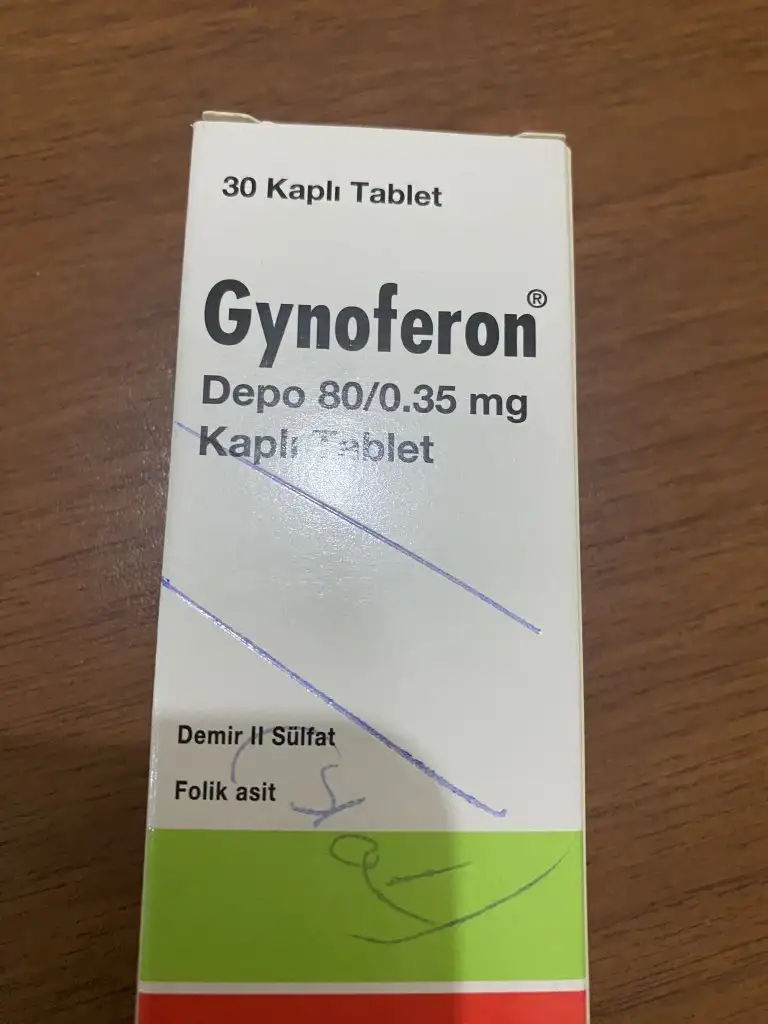 30 Kaplı Tablet
Gynoferon®
Depo 80/0.35 mg
Kaplı Tablet
Demir II Sülfat
Folik asit